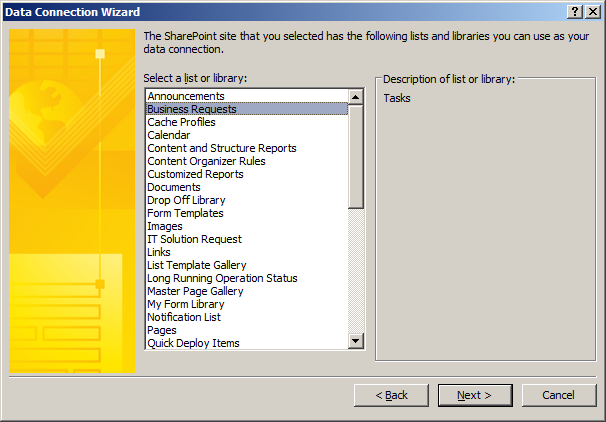 Data Connection Wizard
The SharePoint site that you selected has the following lists and libraries you can use as your
data connection.
Select a list or library:
Announcements
Business Requests
Cache Profiles
Calendar
Content and Structure Reports
Content Organizer Rules
Customized Reports
Documents
Drop Off Library
Form Templates
Images
IT Solution Request
Links
List Template Gallery
Long Running Operation Status
Master Page Gallery
My Form Library
Notification List
Pages
Quick Deploy Items
Description of list or library:
Tasks
< Back
Next >
Cancel